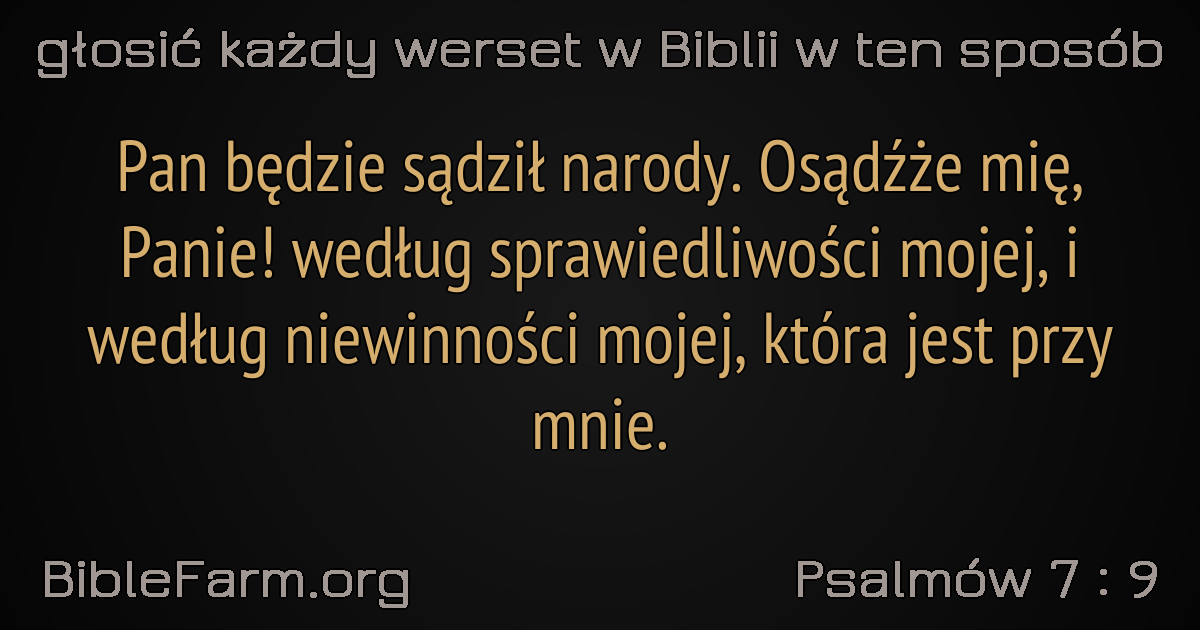 głosić każdy werset w Biblii w ten sposób
Pan będzie sądził narody. Osądźże mię,
Panie! według sprawiedliwości mojej, i
według niewinności mojej, która jest przy
mnie.
BibleFarm.org
Psalmów 7 : 9